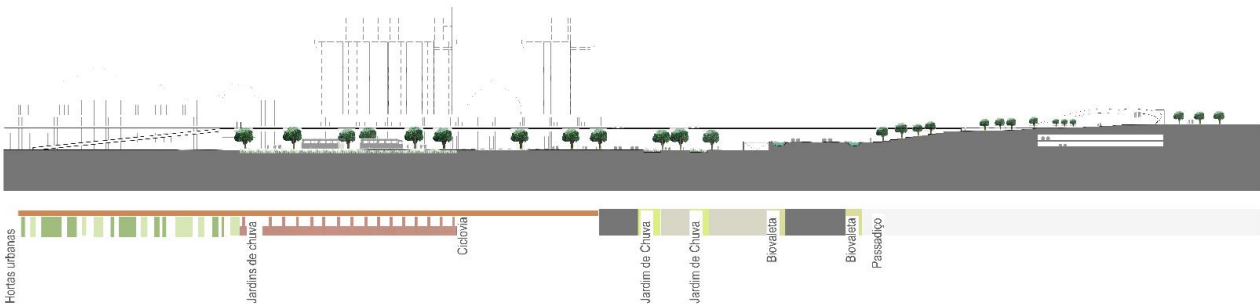 Hortas urbanas
Jardins de chuva
Ciclovia
Jardim de Chuva
Jardim de Chuva
Biovaleta
Biovaleta
Passadiço